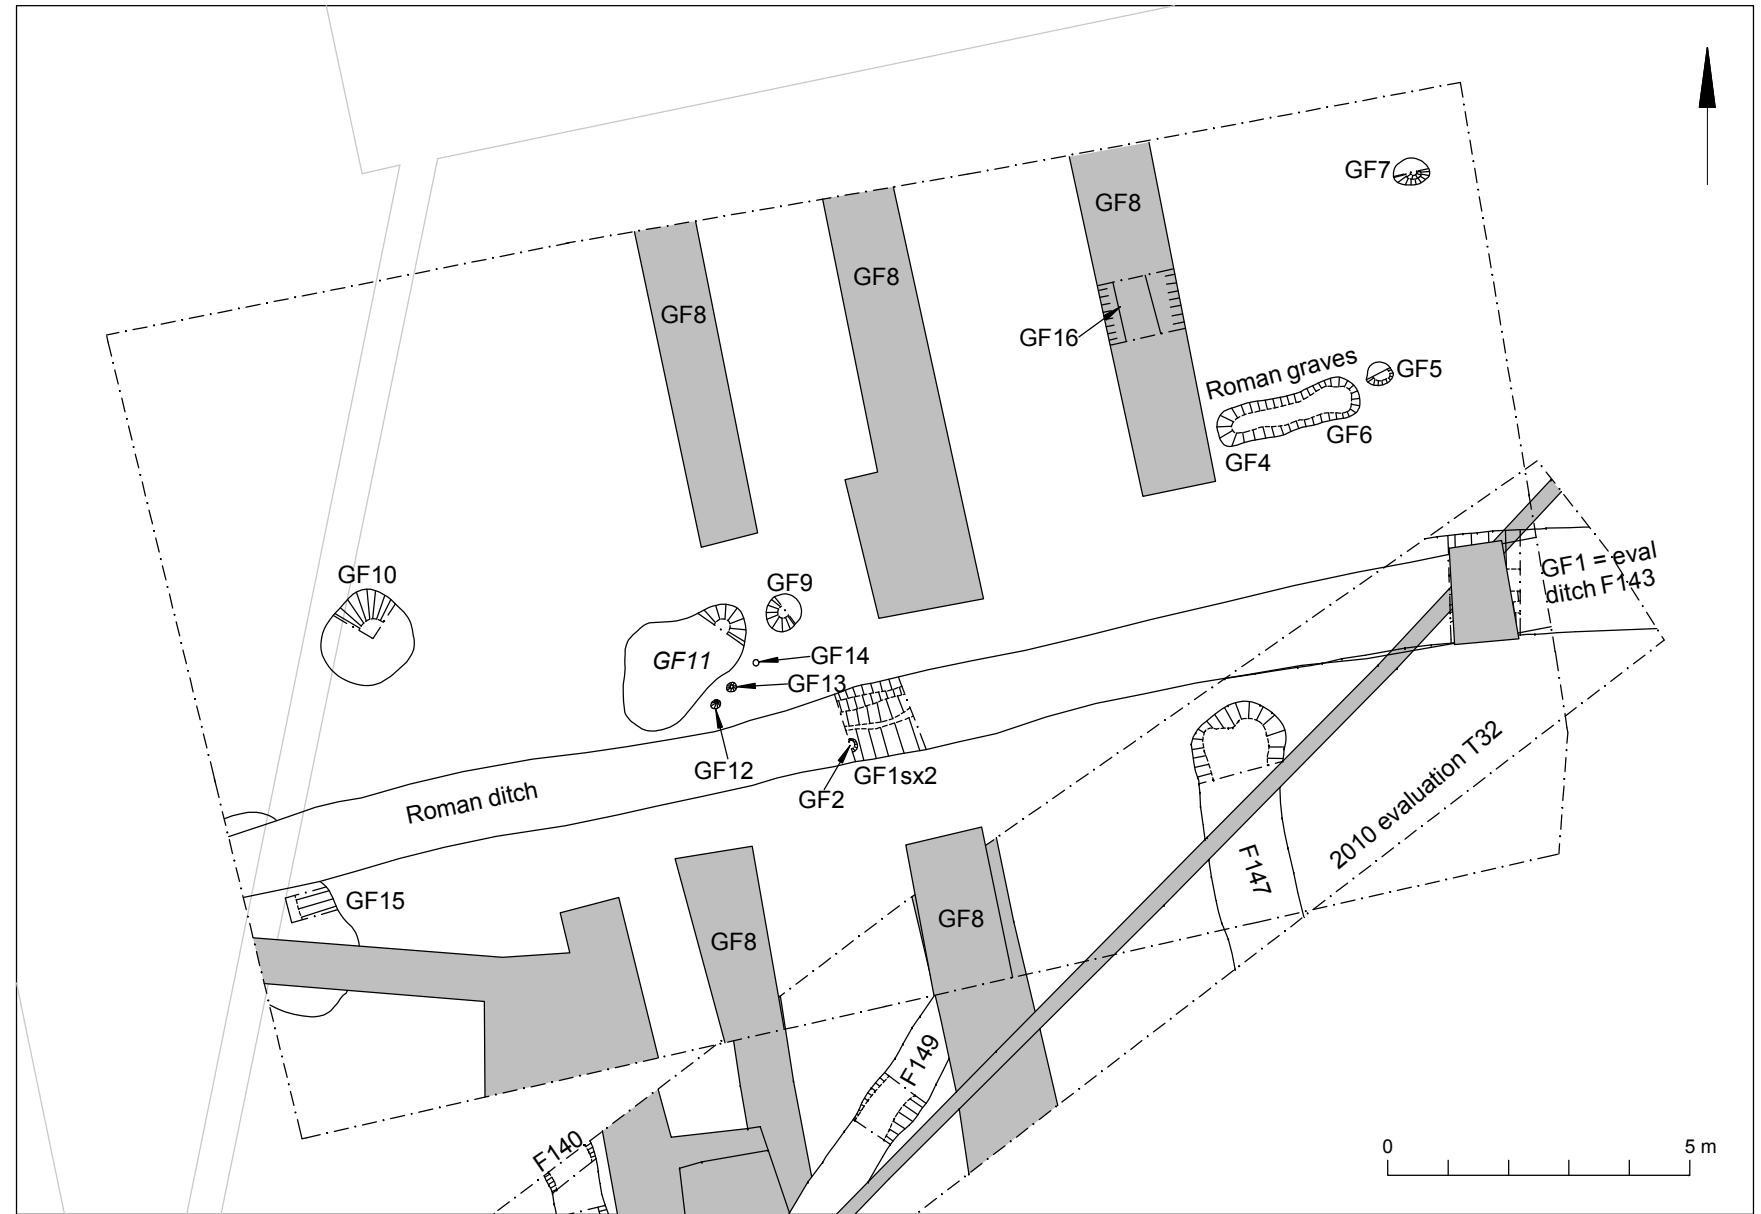 GF7
GF8
GF8
GF8
GF16
Roman graves
GF5
GF6
GF4
GF1 = eval
ditch F143
GF10
GF9
GF11
GF14
GF13
GF12
GF2
GF1sx2
Roman ditch
2010 evaluation T32
F147
GF15
GF8
GF8
F149
F140
0
5 m